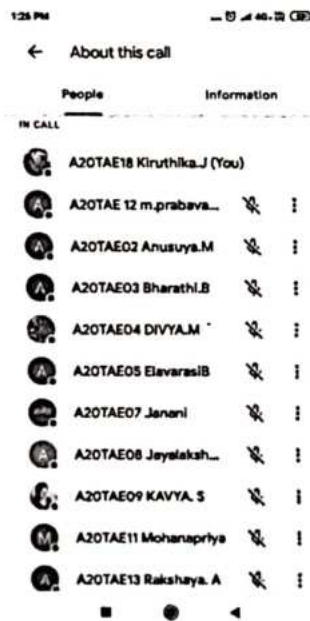 1:25 PM
About this call
People Information
IN CALL
A20TAE18 Kiruthika.J (You)
A A20TAE 12 m.prabava...
A A20TAE02 Anusuya.M
A A20TAE03 Bharathi.B
A20TAE04 DIVYA.M
A A20TAE05 ElavarasiB
A20TAE07 Janani
A A20TAE08 Jayalaksh...
A20TAE09 KAVYA. S
M A20TAE11 Mohanapriya
A A20TAE13 Rakshaya. A